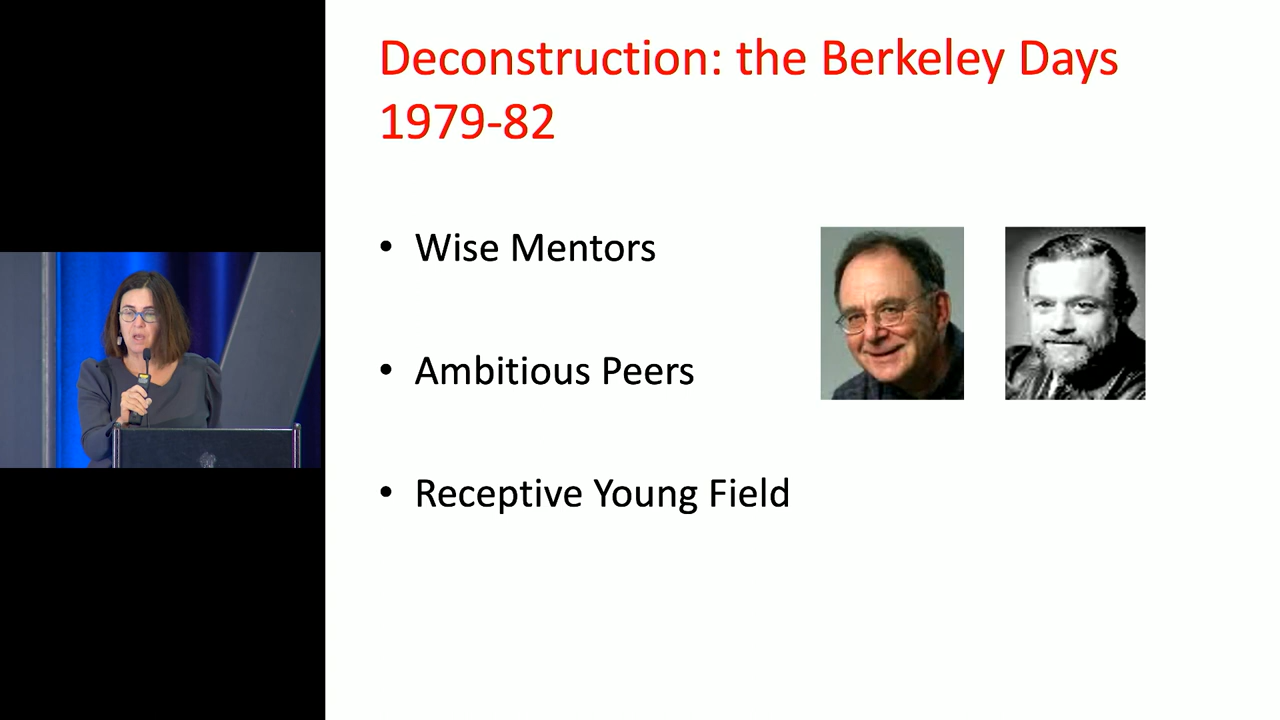 Deconstruction: the Berkeley Days
1979-82
• Wise Mentors
• Ambitious Peers
• Receptive Young Field